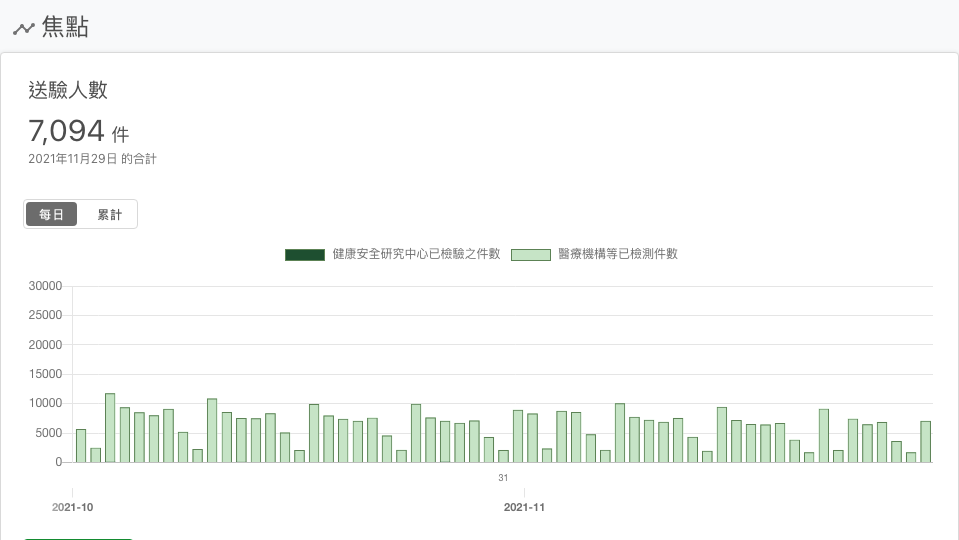 焦點
送驗人數
7,094 件
2021年11月29日 的合計
每日 累計
健康安全研究中心已檢驗之件數 醫療機構等已檢測件數
30000
25000
20000
15000
10000
5000
0
31
2021-10 2021-11